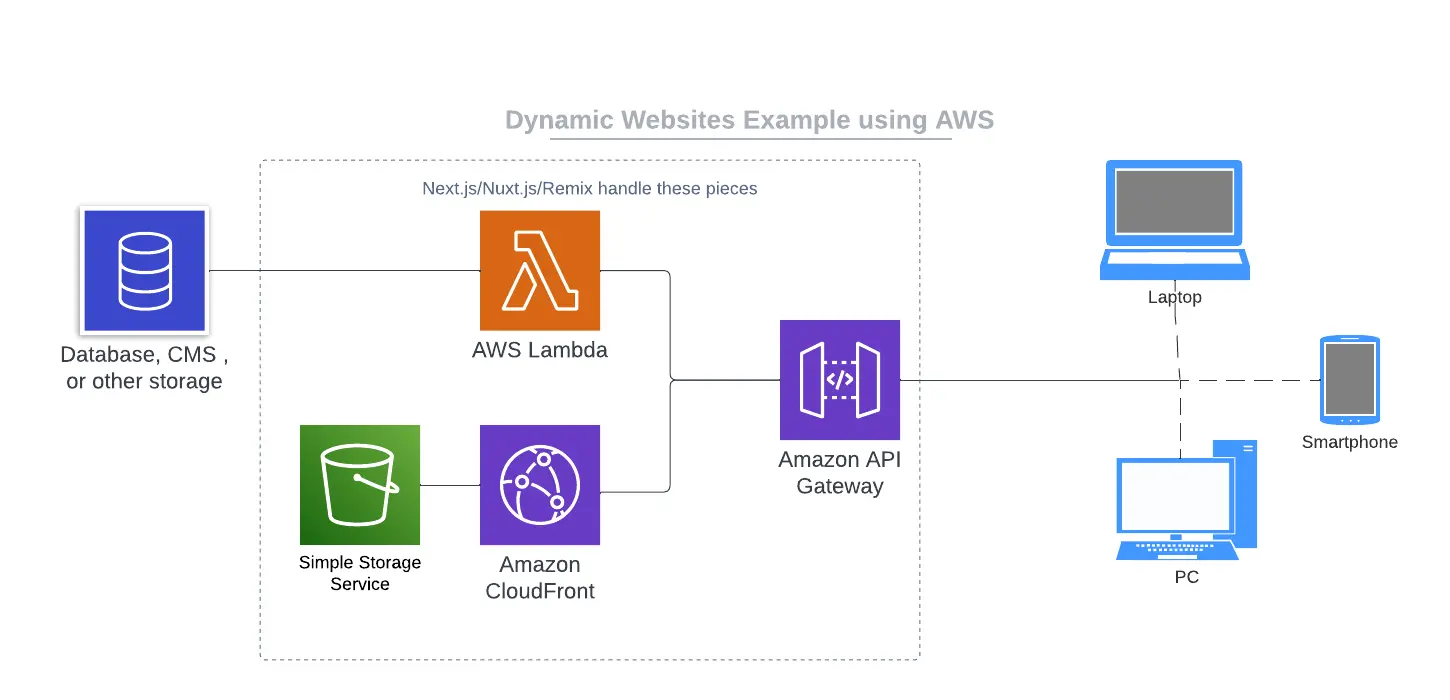 Dynamic Websites Example using AWS
Next.js/Nuxt.js/Remix handle these pieces
Database, CMS ,
or other storage
AWS Lambda
Simple Storage
Service
Amazon
CloudFront
Amazon API
Gateway
Laptop
Smartphone
PC